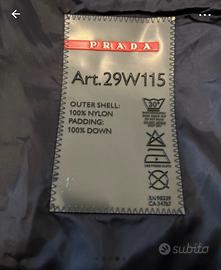 PRADA
Art.29W115
OUTER SHELL:
100% NYLON
PADDING:
100% DOWN
30°
subito